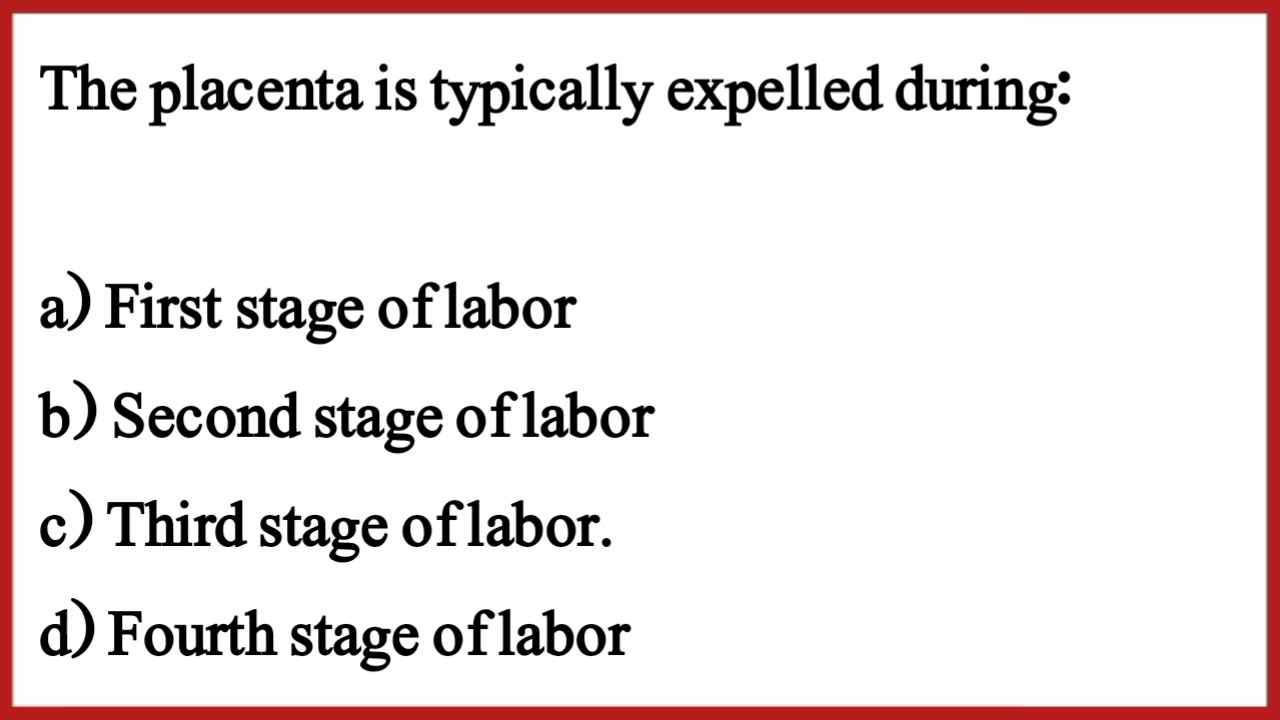 The placenta is typically expelled during:
a) First stage of labor
b) Second stage of labor
c) Third stage of labor.
d) Fourth stage of labor